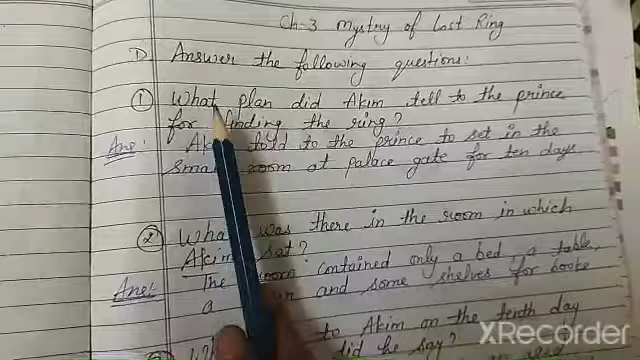 Ch-3 Mystery of Lost Ring
D. Answer the following questions:
① What plan did Akim tell to the prince
for finding the ring?
Ans: told to the prince to set in the
small room at palace gate for ten days
② was there in the room in which
Akim sat?
Ans:- The room contained only a bed, a table,
a and some shelves for books
to Akim on the tenth day
did he say?
XRecorder